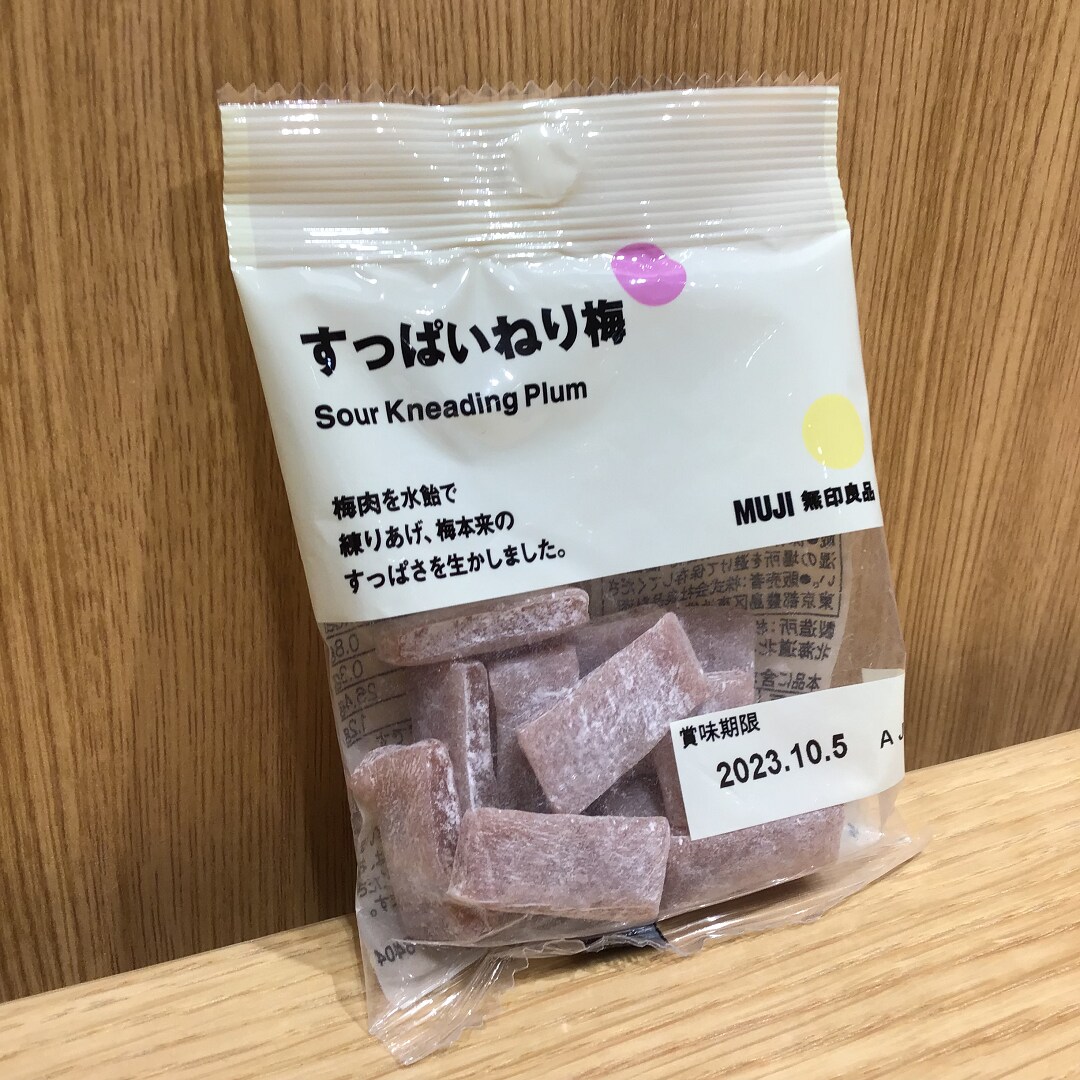 すっぱいねり梅
Sour Kneading Plum
梅肉を水飴で
練りあげ、梅本来の
すっぱさを生かしました。
MUJI 無印良品
賞味期限
2023.10.5 A J